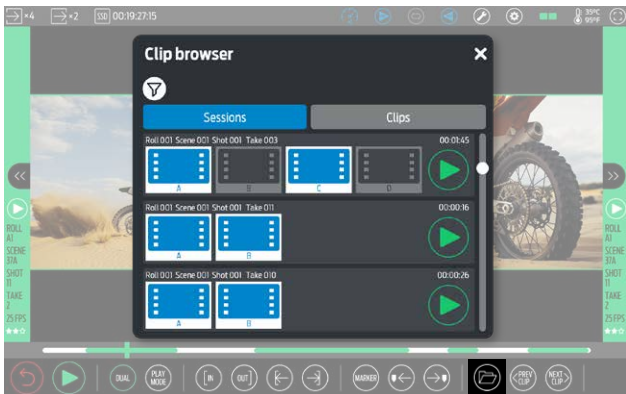 ×4 ×2 SSD 00:19:27:15 35°C
95°F
Clip browser
Sessions Clips
Roll 001 Scene 001 Shot 001 Take 003 00:01:45
A B C D
Roll 001 Scene 001 Shot 001 Take 011 00:00:16
A B
Roll 001 Scene 001 Shot 001 Take 010 00:00:26
A B
ROLL
A1
SCENE
37A
SHOT
11
TAKE
2
25 FPS
ROLL
A1
SCENE
37A
SHOT
11
TAKE
2
25 FPS
DUAL PLAY
MODE IN OUT MARKER PREV
CLIP NEXT
CLIP